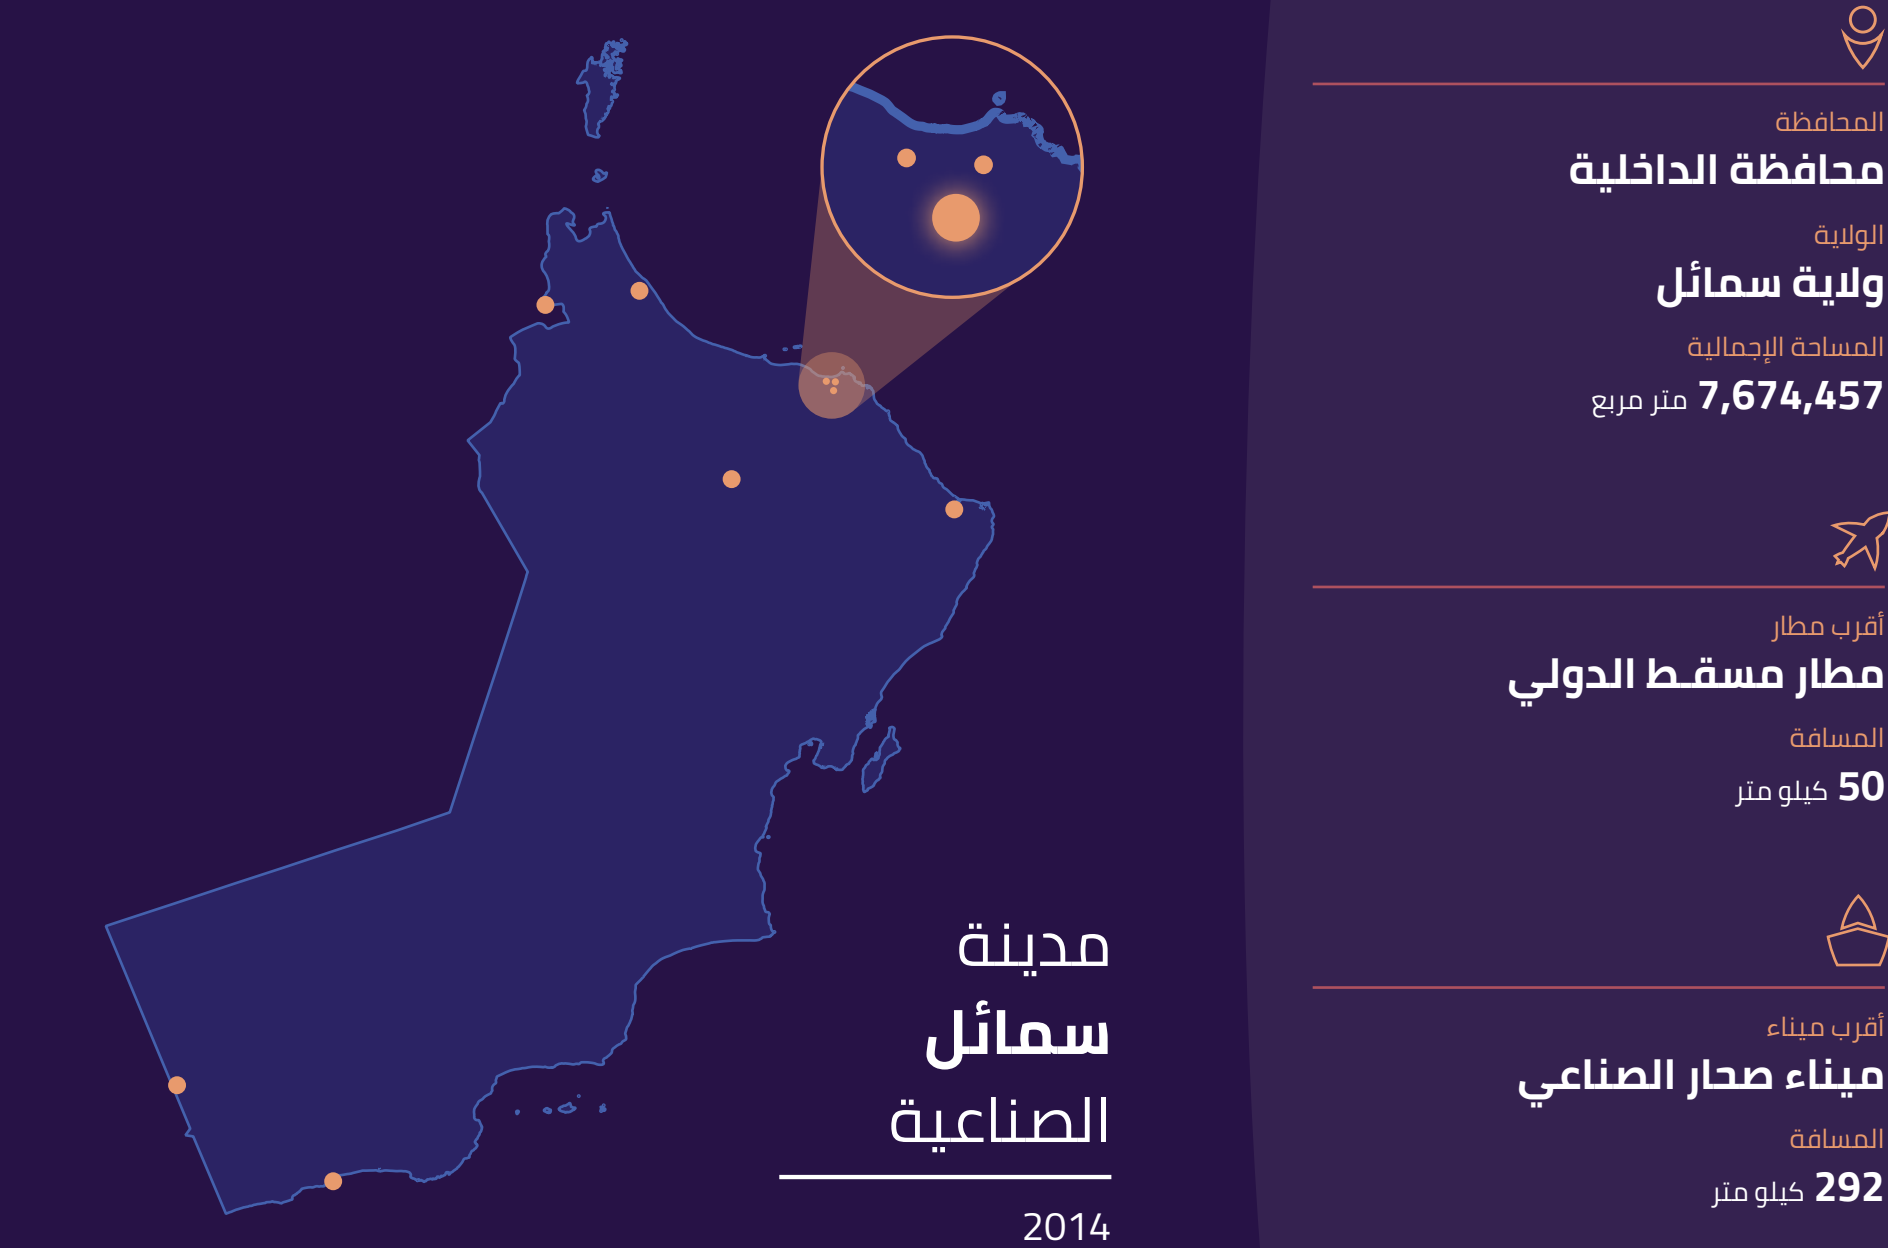 المحافظة
محافظة الداخلية
الولاية
ولاية سمائل
المساحة الإجمالية
7,674,457 متر مربع
أقرب مطار
مطار مسقـط الدولي
المسافة
50 كيلو متر
أقرب ميناء
ميناء صحار الصناعي
المسافة
292 كيلو متر
مدينة
سمائل
الصناعية
2014